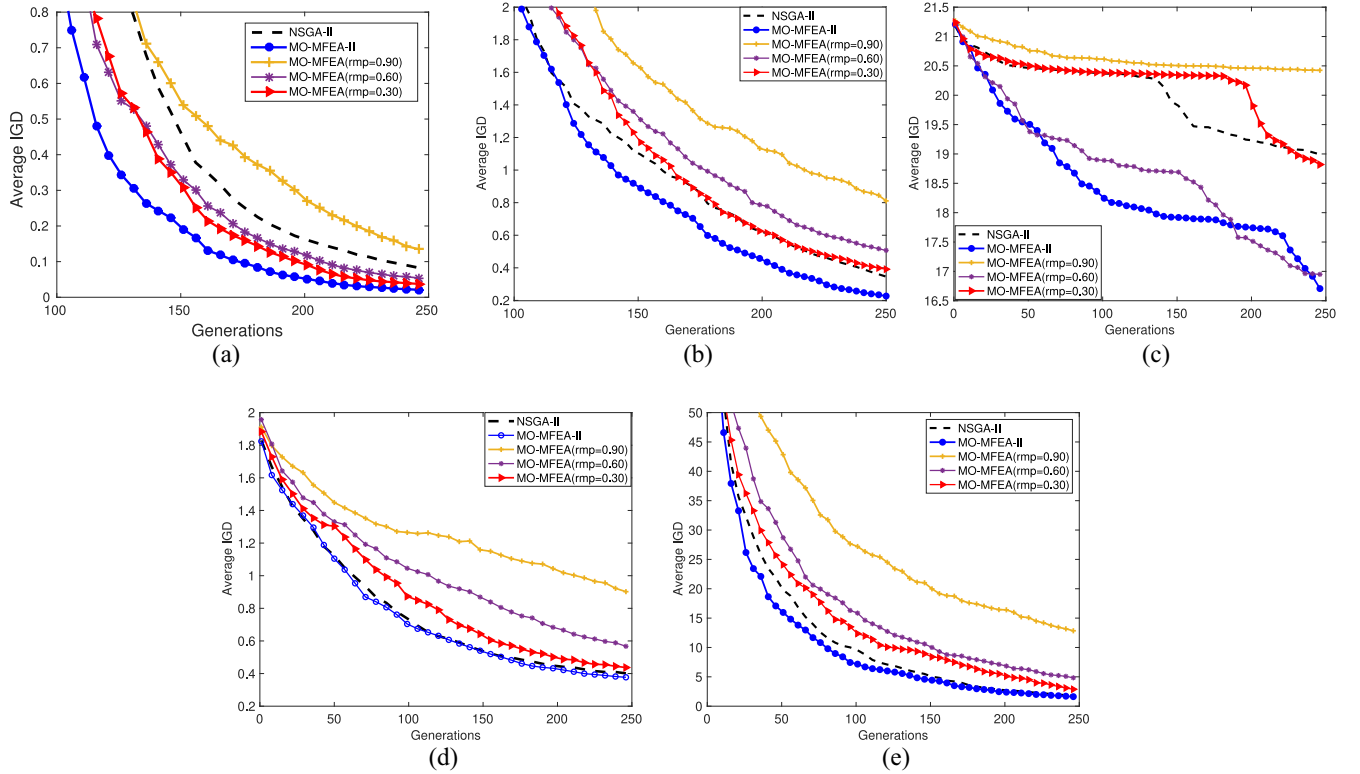 0.8
0.7
0.6
0.5
0.4
0.3
0.2
0.1
0
Average IGD
NSGA-II
MO-MFEA-II
MO-MFEA(rmp=0.90)
MO-MFEA(rmp=0.60)
MO-MFEA(rmp=0.30)
100 150 200 250
Generations
(a)
2
1.8
1.6
1.4
1.2
1
0.8
0.6
0.4
0.2
Average IGD
NSGA-II
MO-MFEA-II
MO-MFEA(rmp=0.90)
MO-MFEA(rmp=0.60)
MO-MFEA(rmp=0.30)
100 150 200 250
Generations
(b)
21.5
21
20.5
20
19.5
19
18.5
18
17.5
17
16.5
Average IGD
NSGA-II
MO-MFEA-II
MO-MFEA(rmp=0.90)
MO-MFEA(rmp=0.60)
MO-MFEA(rmp=0.30)
0 50 100 150 200 250
Generations
(c)
2
1.8
1.6
1.4
1.2
1
0.8
0.6
0.4
0.2
Average IGD
NSGA-II
MO-MFEA-II
MO-MFEA(rmp=0.90)
MO-MFEA(rmp=0.60)
MO-MFEA(rmp=0.30)
0 50 100 150 200 250
Generations
(d)
50
45
40
35
30
25
20
15
10
5
0
Average IGD
NSGA-II
MO-MFEA-II
MO-MFEA(rmp=0.90)
MO-MFEA(rmp=0.60)
MO-MFEA(rmp=0.30)
0 50 100 150 200 250
Generations
(e)